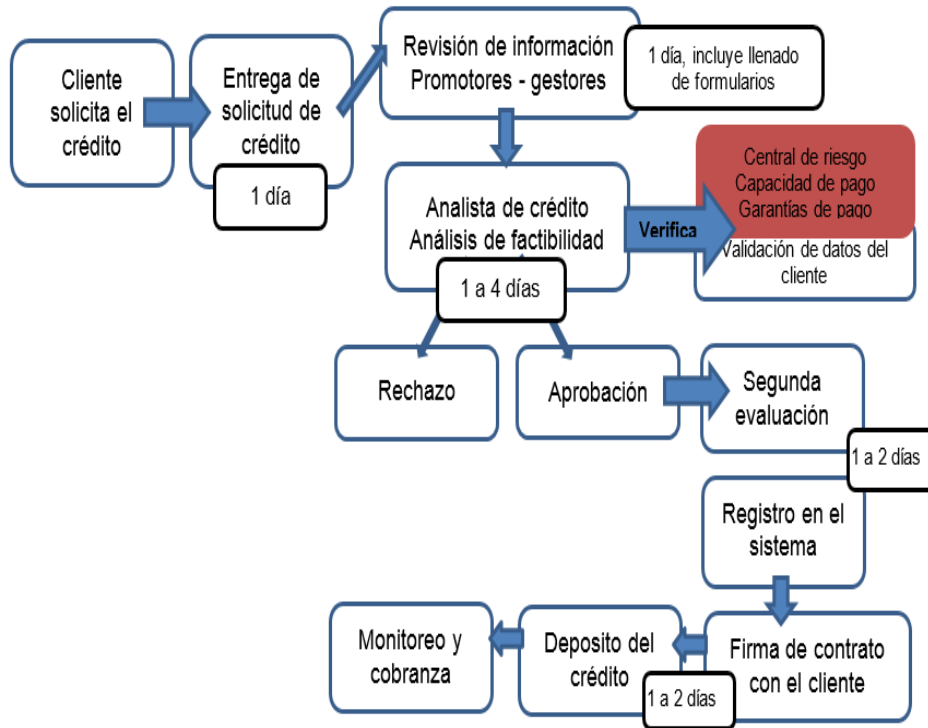 Cliente
solicita el
crédito
Entrega de
solicitud de
crédito
1 día
Revisión de información
Promotores - gestores
1 día, incluye llenado
de formularios
Analista de crédito
Análisis de factibilidad
1 a 4 días
Verifica
Central de riesgo
Capacidad de pago
Garantías de pago
Validación de datos del
cliente
Rechazo
Aprobación
Segunda
evaluación
1 a 2 días
Registro en el
sistema
Firma de contrato
con el cliente
1 a 2 días
Deposito del
crédito
Monitoreo y
cobranza